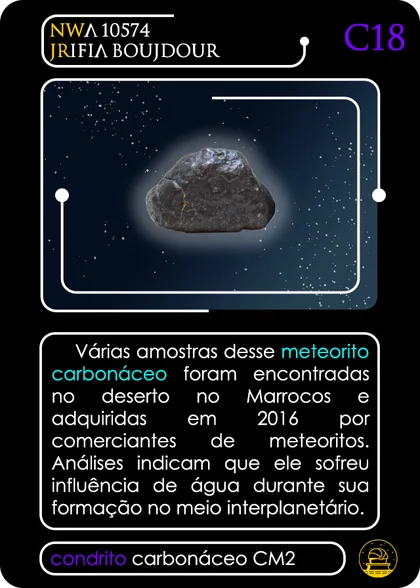 NWA 10574
JRIFIA BOUJDOUR
C18
Várias amostras desse meteorito
carbonáceo foram encontradas
no deserto no Marrocos e
adquiridas em 2016 por
comerciantes de meteoritos.
Análises indicam que ele sofreu
influência de água durante sua
formação no meio interplanetário.
condrito carbonáceo CM2